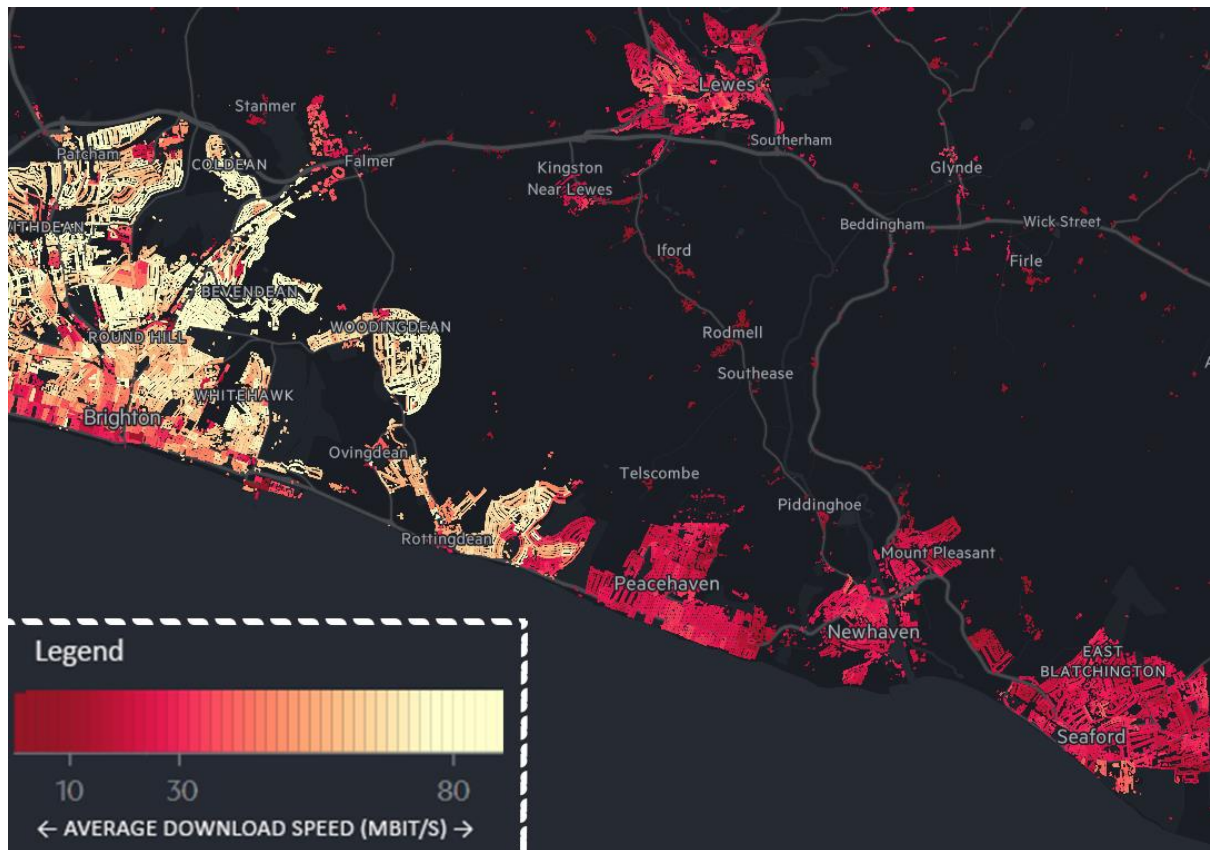 Lewes
Stanmer
Southerham
Patcham
COLDEAN
Falmer
Kingston
Near Lewes
Glynde
WITHDEAN
Beddingham
Wick Street
Iford
Firle
BEVENDEAN
WOODINGDEAN
ROUND HILL
Rodmell
Southease
WHITEHAWK
Brighton
Ovingdean
Telscombe
Piddinghoe
Rottingdean
Mount Pleasant
Peacehaven
Newhaven
EAST
BLATCHINGTON
Seaford
Legend
10 30 80
← AVERAGE DOWNLOAD SPEED (MBIT/S) →